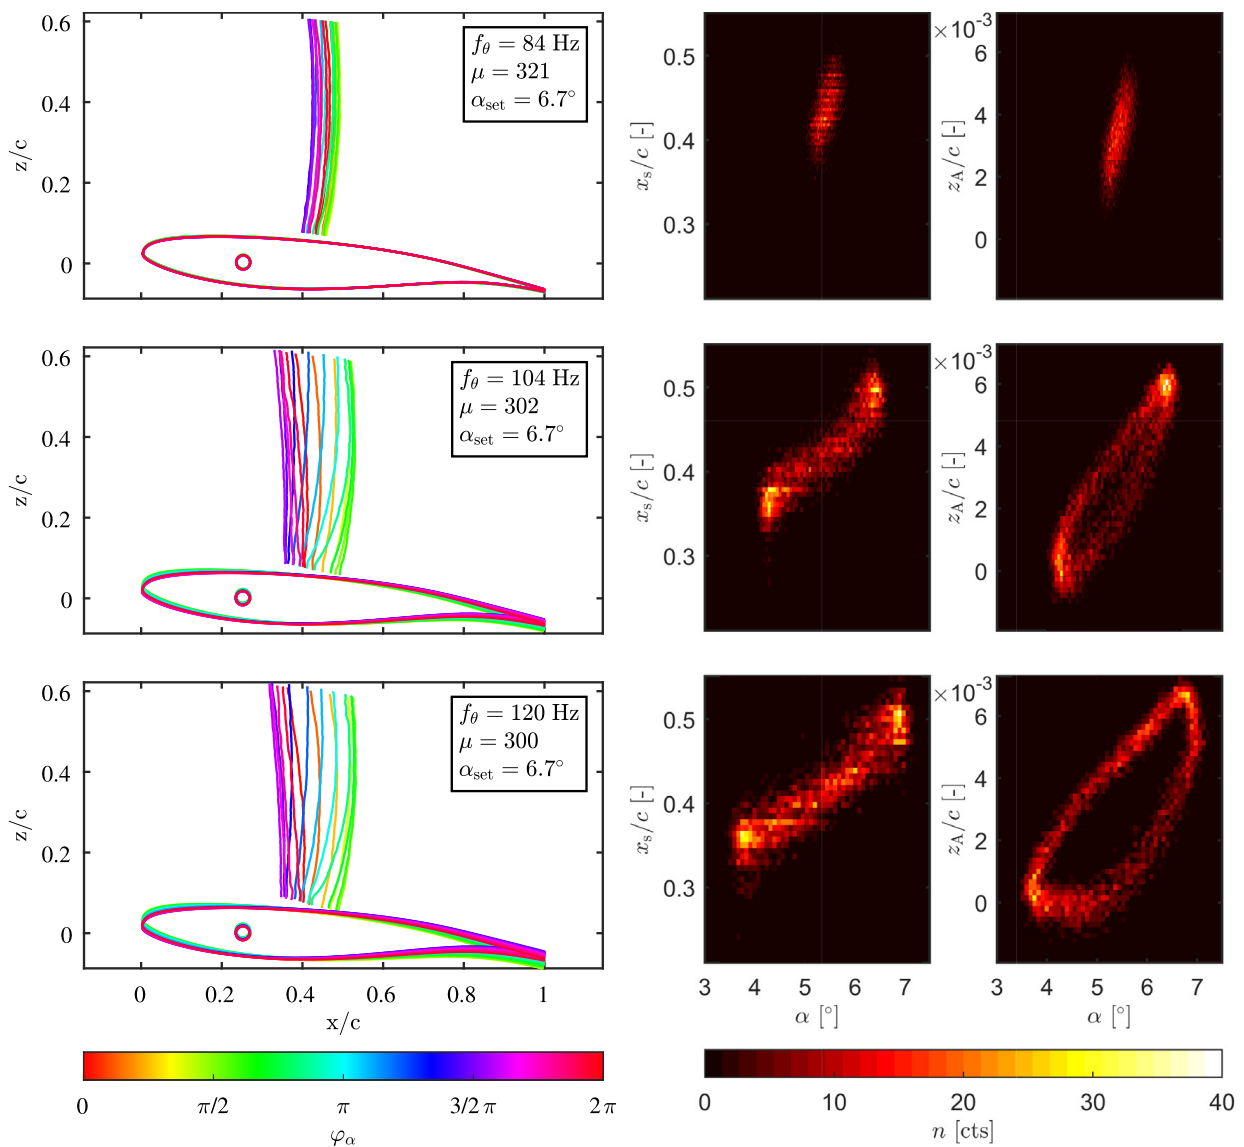 0.6
0.4
0.2
0
z/c
f_θ = 84 Hz
μ = 321
α_set = 6.7°
0.5
0.4
0.3
x_s/c [-]
×10⁻³
6
4
2
0
z_A/c [-]
0.6
0.4
0.2
0
z/c
f_θ = 104 Hz
μ = 302
α_set = 6.7°
0.5
0.4
0.3
x_s/c [-]
×10⁻³
6
4
2
0
z_A/c [-]
0.6
0.4
0.2
0
z/c
f_θ = 120 Hz
μ = 300
α_set = 6.7°
0 0.2 0.4 0.6 0.8 1
x/c
0.5
0.4
0.3
x_s/c [-]
3 4 5 6 7
α [°]
×10⁻³
6
4
2
0
z_A/c [-]
3 4 5 6 7
α [°]
0 π/2 π 3/2 π 2 π
φ_α
0 10 20 30 40
n [cts]